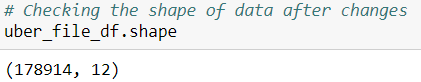 # Checking the shape of data after changes
uber_file_df.shape
(178914, 12)